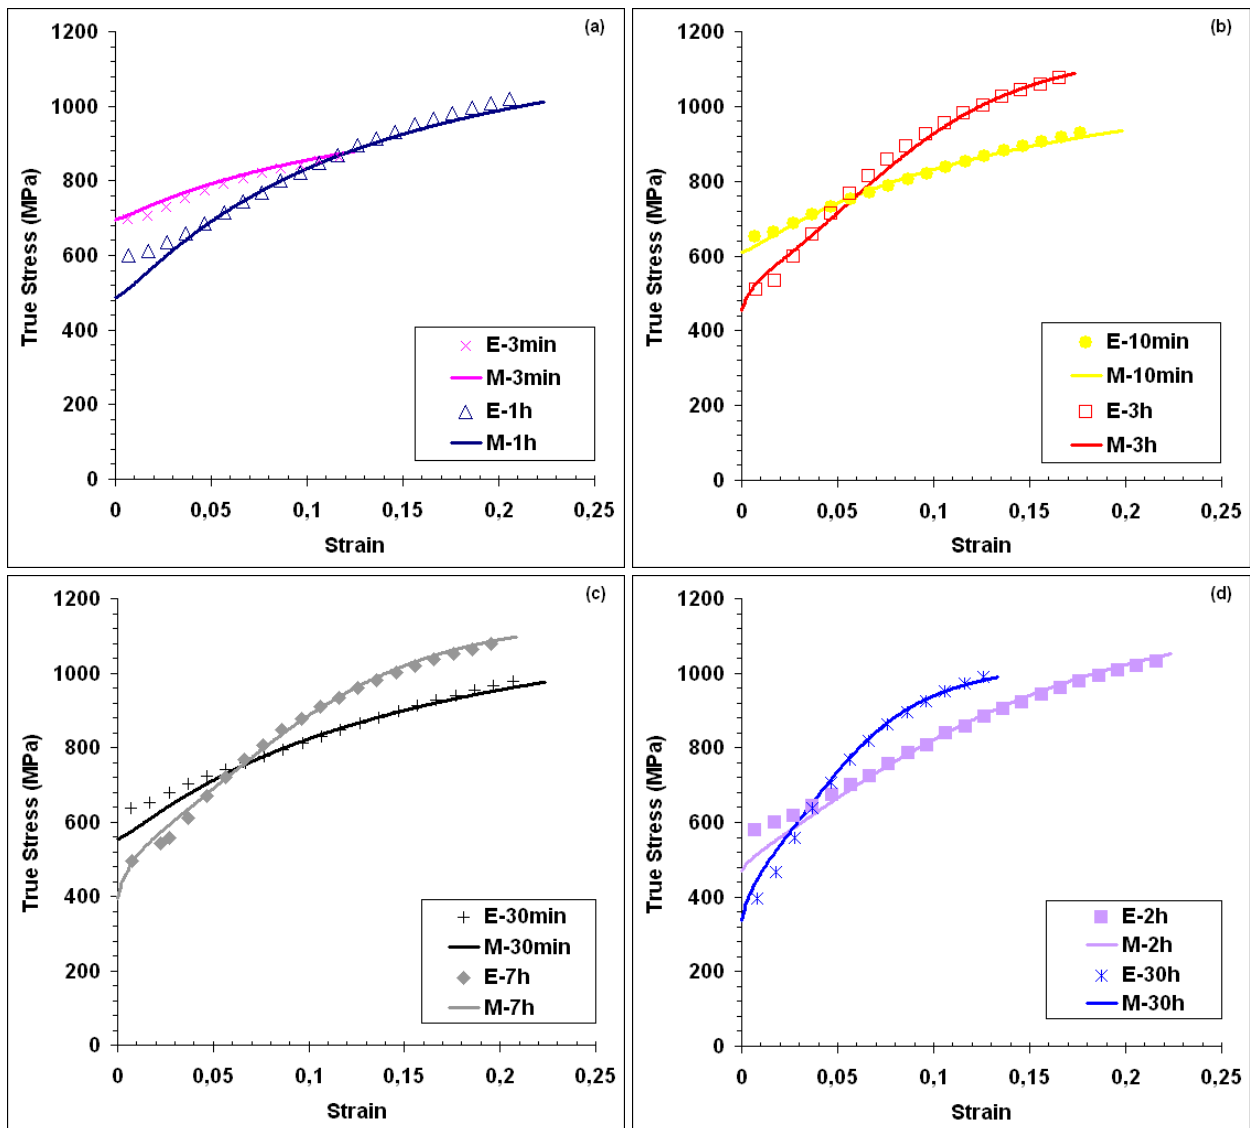 (a)
True Stress (MPa)
1200
1000
800
600
400
200
0
0 0,05 0,1 0,15 0,2 0,25
Strain
E-3min
M-3min
E-1h
M-1h
(b)
True Stress (MPa)
1200
1000
800
600
400
200
0
0 0,05 0,1 0,15 0,2 0,25
Strain
E-10min
M-10min
E-3h
M-3h
(c)
True Stress (MPa)
1200
1000
800
600
400
200
0
0 0,05 0,1 0,15 0,2 0,25
Strain
E-30min
M-30min
E-7h
M-7h
(d)
True Stress (MPa)
1200
1000
800
600
400
200
0
0 0,05 0,1 0,15 0,2 0,25
Strain
E-2h
M-2h
E-30h
M-30h